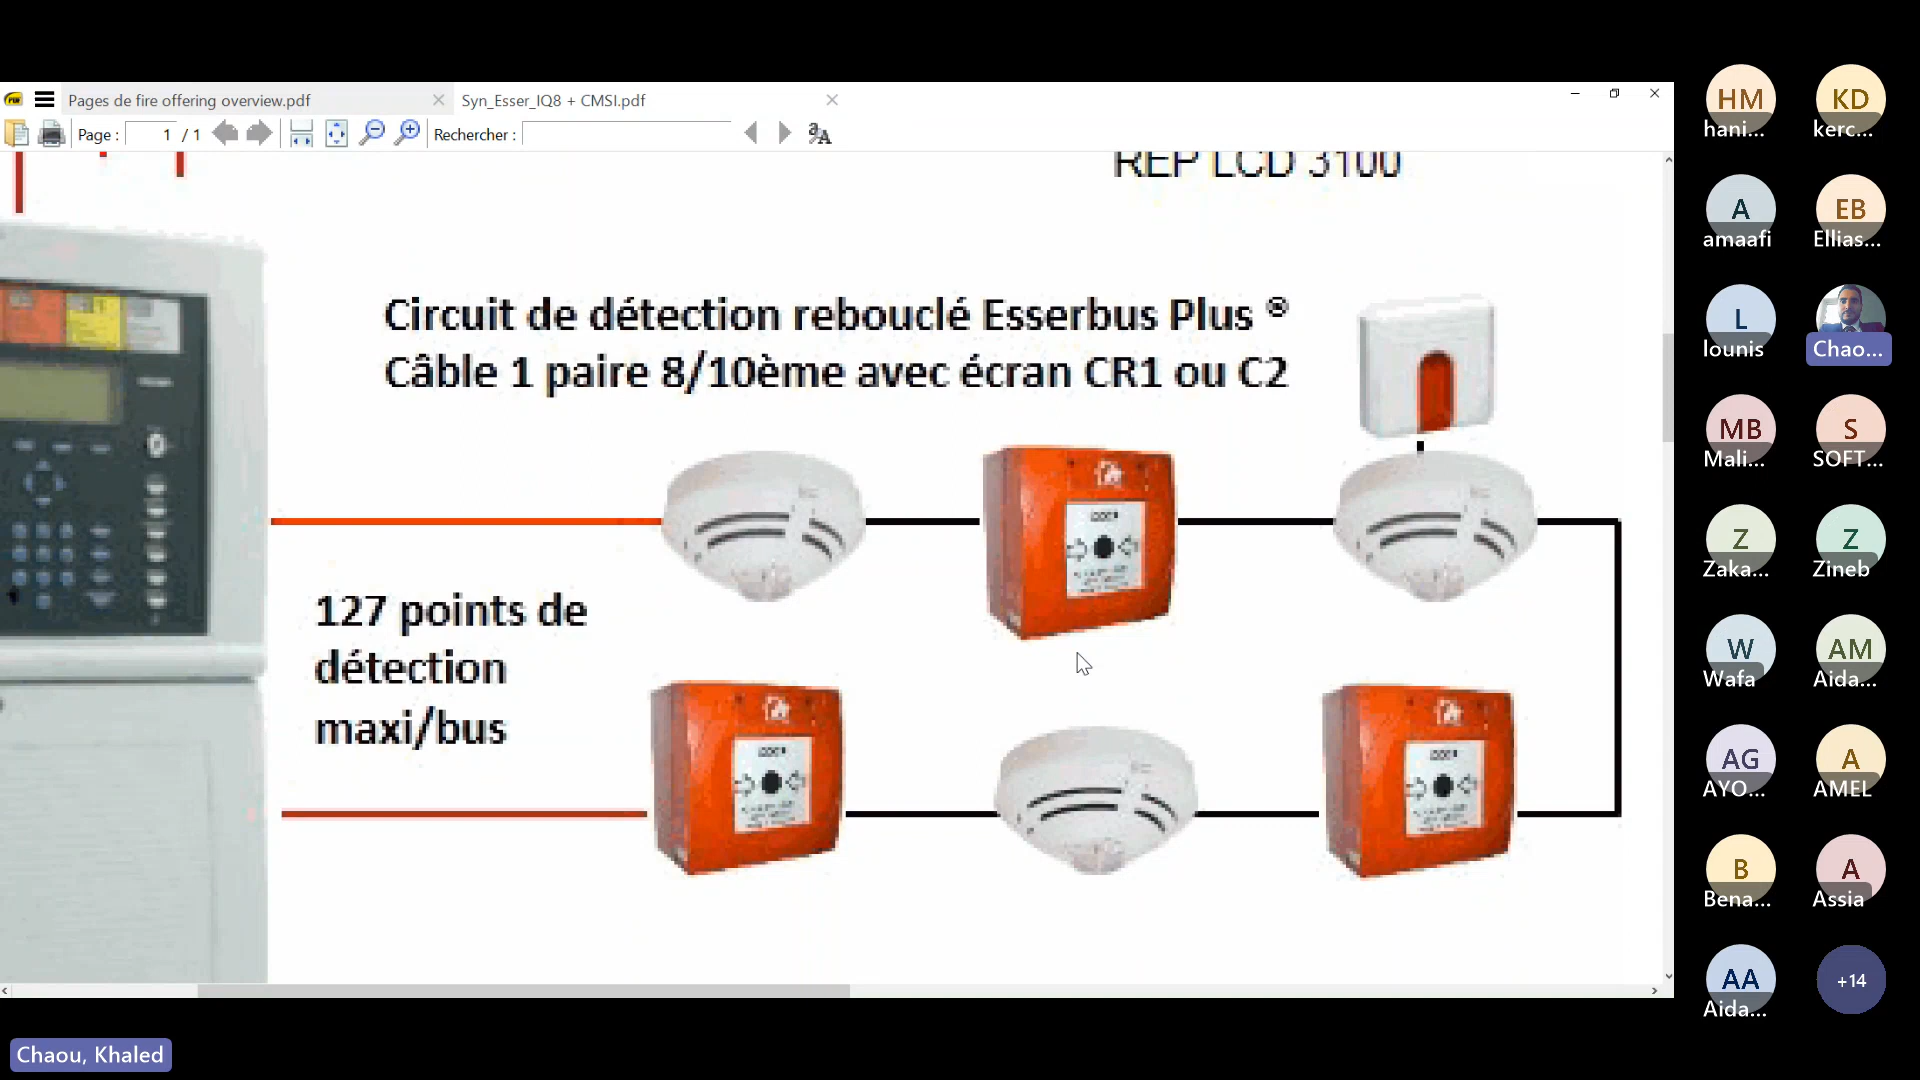 Pages de fire offering overview.pdf
Syn_Esser_IQ8 + CMSI.pdf
Page :
1 / 1
Rechercher :
REP LCD 3100
Circuit de détection rebouclé Esserbus Plus ®
Câble 1 paire 8/10ème avec écran CR1 ou C2
127 points de
détection
maxi/bus
HM
hani...
KD
kerc...
A
amaafi
EB
Ellias...
L
lounis
Chao...
MB
Mali...
S
SOFT...
Z
Zaka...
Z
Zineb
W
Wafa
AM
Aida...
AG
AYO...
A
AMEL
B
Bena...
A
Assia
AA
Aida...
+14
Chaou, Khaled